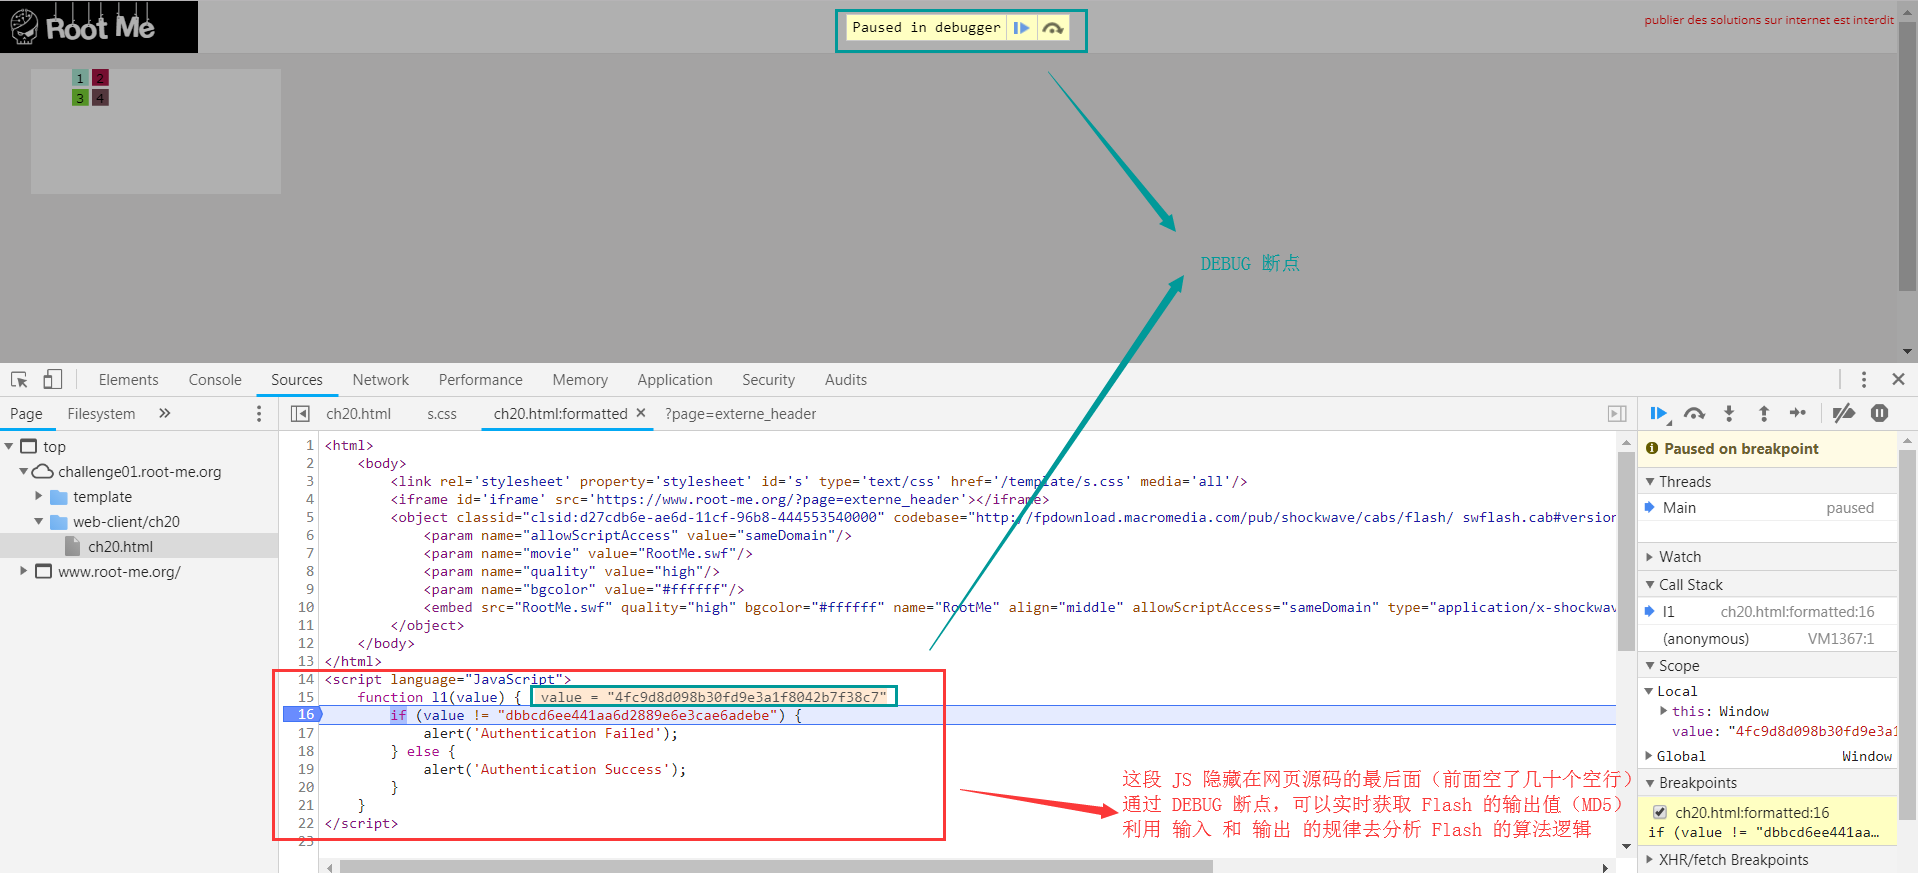 Root Me
Paused in debugger
publier des solutions sur internet est interdit
1 2
3 4
DEBUG 断点
Elements Console Sources Network Performance Memory Application Security Audits
Page Filesystem
ch20.html s.css ch20.html:formatted ?page=externe_header
top
challenge01.root-me.org
template
web-client/ch20
ch20.html
www.root-me.org/
1 <html>
2 <body>
3 <link rel='stylesheet' property='stylesheet' id='s' type='text/css' href='/template/s.css' media='all'/>
4 <iframe id='iframe' src='https://www.root-me.org/?page=externe_header'></iframe>
5 <object classid="clsid:d27cdb6e-ae6d-11cf-96b8-444553540000" codebase="http://fpdownload.macromedia.com/pub/shockwave/cabs/flash/ swflash.cab#version
6 <param name="allowScriptAccess" value="sameDomain"/>
7 <param name="movie" value="RootMe.swf"/>
8 <param name="quality" value="high"/>
9 <param name="bgcolor" value="#ffffff"/>
10 <embed src="RootMe.swf" quality="high" bgcolor="#ffffff" name="RootMe" align="middle" allowScriptAccess="sameDomain" type="application/x-shockwav
11 </object>
12 </body>
13 </html>
14 <script language="JavaScript">
15 function l1(value) { value = "4fc9d8d098b30fd9e3a1f8042b7f38c7"
16 if (value != "dbbcd6ee441aa6d2889e6e3cae6adebe") {
17 alert('Authentication Failed');
18 } else {
19 alert('Authentication Success');
20 }
21 }
22 </script>
23
这段 JS 隐藏在网页源码的最后面（前面空了几十个空行）
通过 DEBUG 断点，可以实时获取 Flash 的输出值（MD5）
利用 输入 和 输出 的规律去分析 Flash 的算法逻辑
Paused on breakpoint
Threads
Main paused
Watch
Call Stack
l1 ch20.html:formatted:16
(anonymous) VM1367:1
Scope
Local
this: Window
value: "4fc9d8d098b30fd9e3a1
Global Window
Breakpoints
ch20.html:formatted:16
if (value != "dbbcd6ee441aa…
XHR/fetch Breakpoints